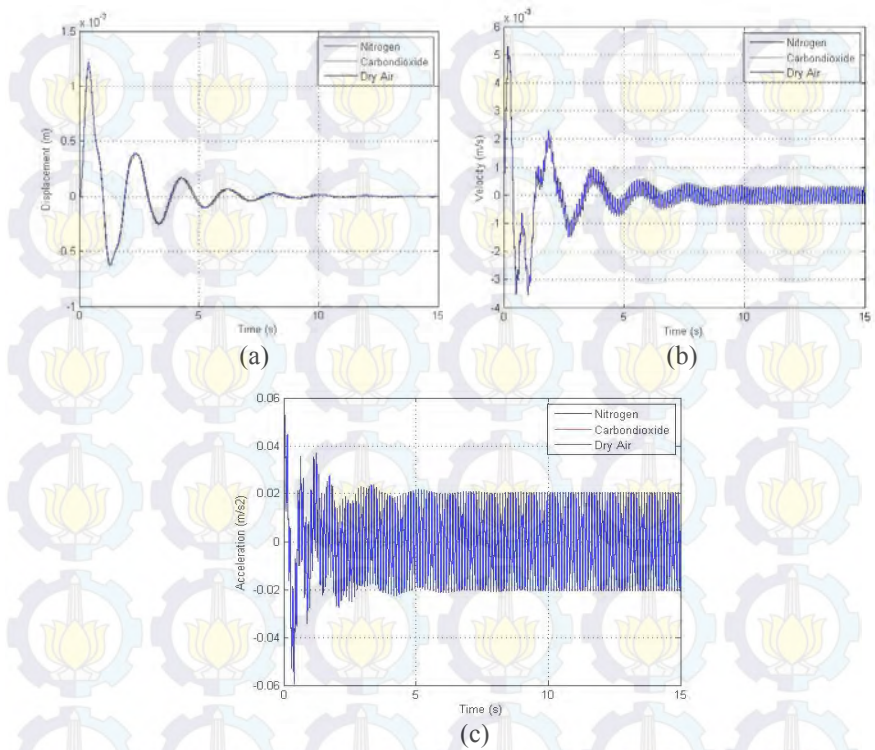 x 10
1.5
1
0.5
0
0.5
-1
0
5
10
15
Displacement (m)
Time (s)
Nitrogen
Carbondioxide
Dry Air
(a)
x 10⁻³
6
5
4
3
2
1
0
-1
-2
-3
-4
0
5
10
15
Velocity (m/s)
Time (s)
Nitrogen
Carbondioxide
Dry Air
(b)
0.06
0.04
0.02
0
-0.02
-0.04
-0.06
0
5
10
15
Acceleration (m/s2)
Time (s)
Nitrogen
Carbondioxide
Dry Air
(c)